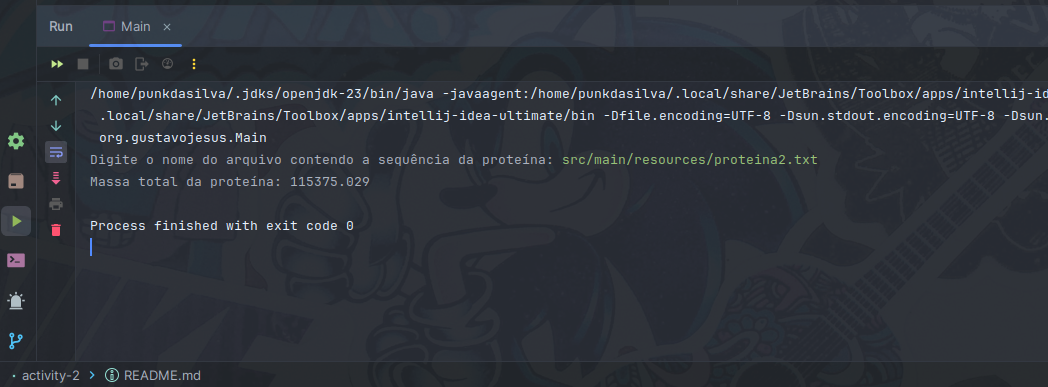 Run
Main ×
/home/punkdasilva/.jdks/openjdk-23/bin/java -javaagent:/home/punkdasilva/.local/share/JetBrains/Toolbox/apps/intellij-id
.local/share/JetBrains/Toolbox/apps/intellij-idea-ultimate/bin -Dfile.encoding=UTF-8 -Dsun.stdout.encoding=UTF-8 -Dsun.
org.gustavojesus.Main
Digite o nome do arquivo contendo a sequência da proteína: src/main/resources/proteina2.txt
Massa total da proteína: 115375.029
Process finished with exit code 0
activity-2 > README.md